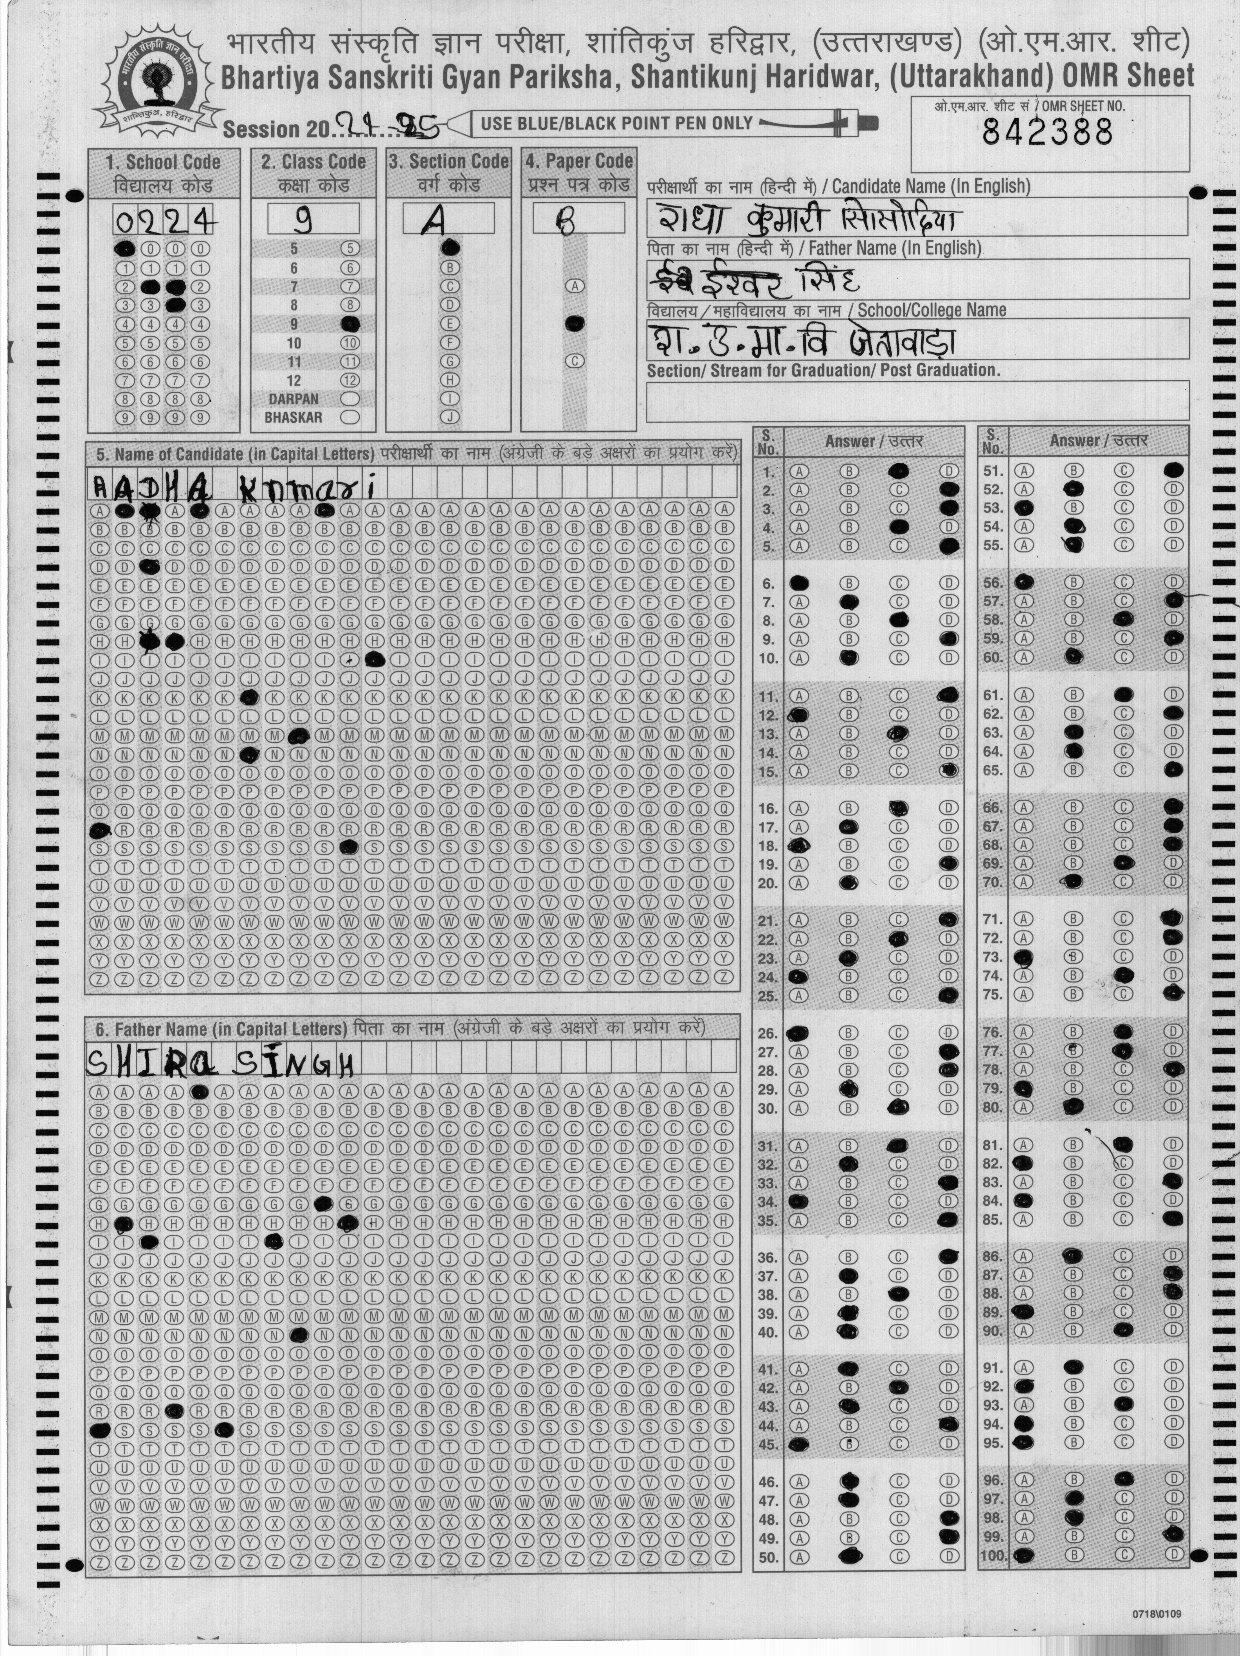 भारतीय संस्कृति ज्ञान परीक्षा, शांतिकुंज हरिद्वार, (उत्तराखण्ड) (ओ.एम.आर. शीट)
Bhartiya Sanskriti Gyan Pariksha, Shantikunj Haridwar, (Uttarakhand) OMR Sheet
Session 20
USE BLUE/BLACK POINT PEN ONLY
ओ.एम.आर. शीट सं / OMR SHEET NO.
842388
1. School Code
विद्यालय कोड
0224
2. Class Code
कक्षा कोड
9
5
6
7
8
9
10
11
12
DARPAN
BHASKAR
3. Section Code
वर्ग कोड
A
4. Paper Code
प्रश्न पत्र कोड
B
परीक्षार्थी का नाम (हिन्दी में) / Candidate Name (In English)
राधा कुमारी सिसोदिया
पिता का नाम (हिन्दी में) / Father Name (In English)
ईश्वर सिंह
विद्यालय/महाविद्यालय का नाम / School/College Name
रा.उ.मा.वि जेतावाड़ा
Section/ Stream for Graduation/ Post Graduation.
5. Name of Candidate (in Capital Letters) परीक्षार्थी का नाम (अंग्रेजी के बड़े अक्षरों का प्रयोग करें)
RADHA Knmari
6. Father Name (in Capital Letters) पिता का नाम (अंग्रेजी के बड़े अक्षरों का प्रयोग करें)
SHIRA SINGH
S. No. Answer / उत्तर
S. No. Answer / उत्तर
0718\0109